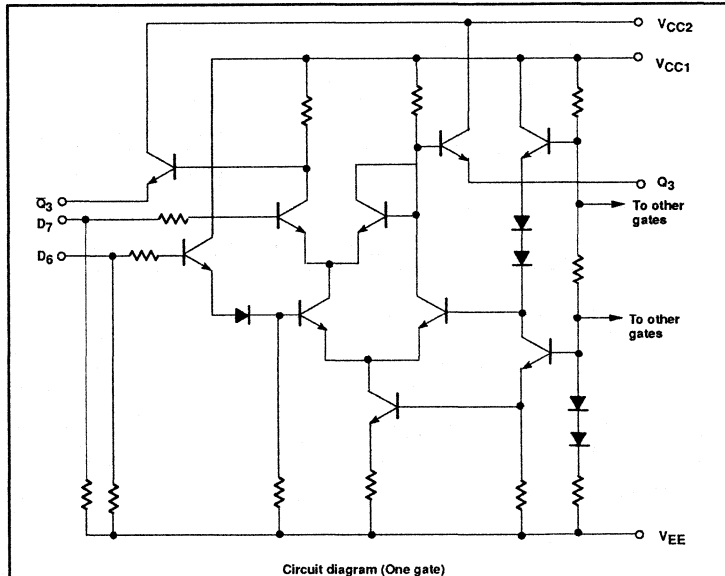 VCC2
VCC1
Q̅3
D7
D6
Q3
To other
gates
To other
gates
VEE
Circuit diagram (One gate)